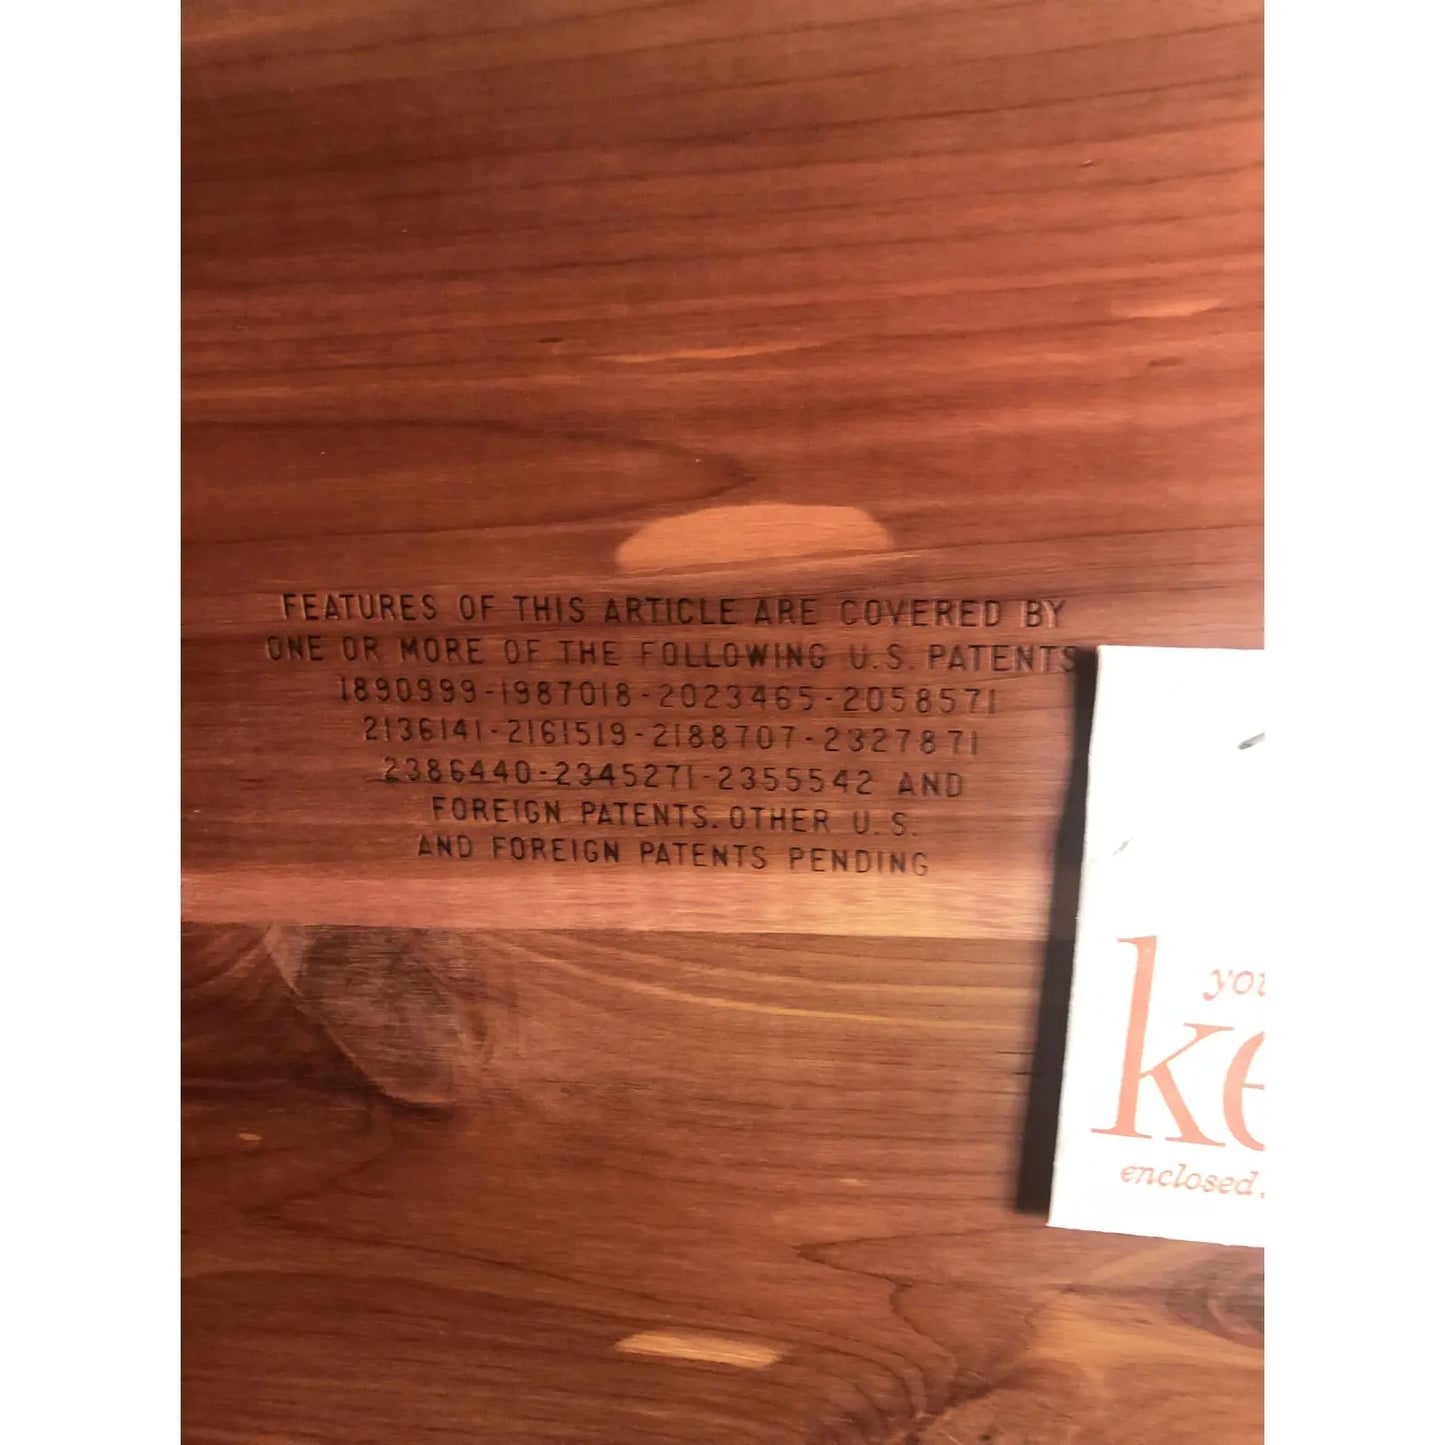 FEATURES OF THIS ARTICLE ARE COVERED BY
ONE OR MORE OF THE FOLLOWING U.S. PATENTS
1890999-1987018-2023465-2058571
2136141-2161519-2188707-2327871
2386440-2345271-2355542 AND
FOREIGN PATENTS. OTHER U.S.
AND FOREIGN PATENTS PENDING
enclosed.